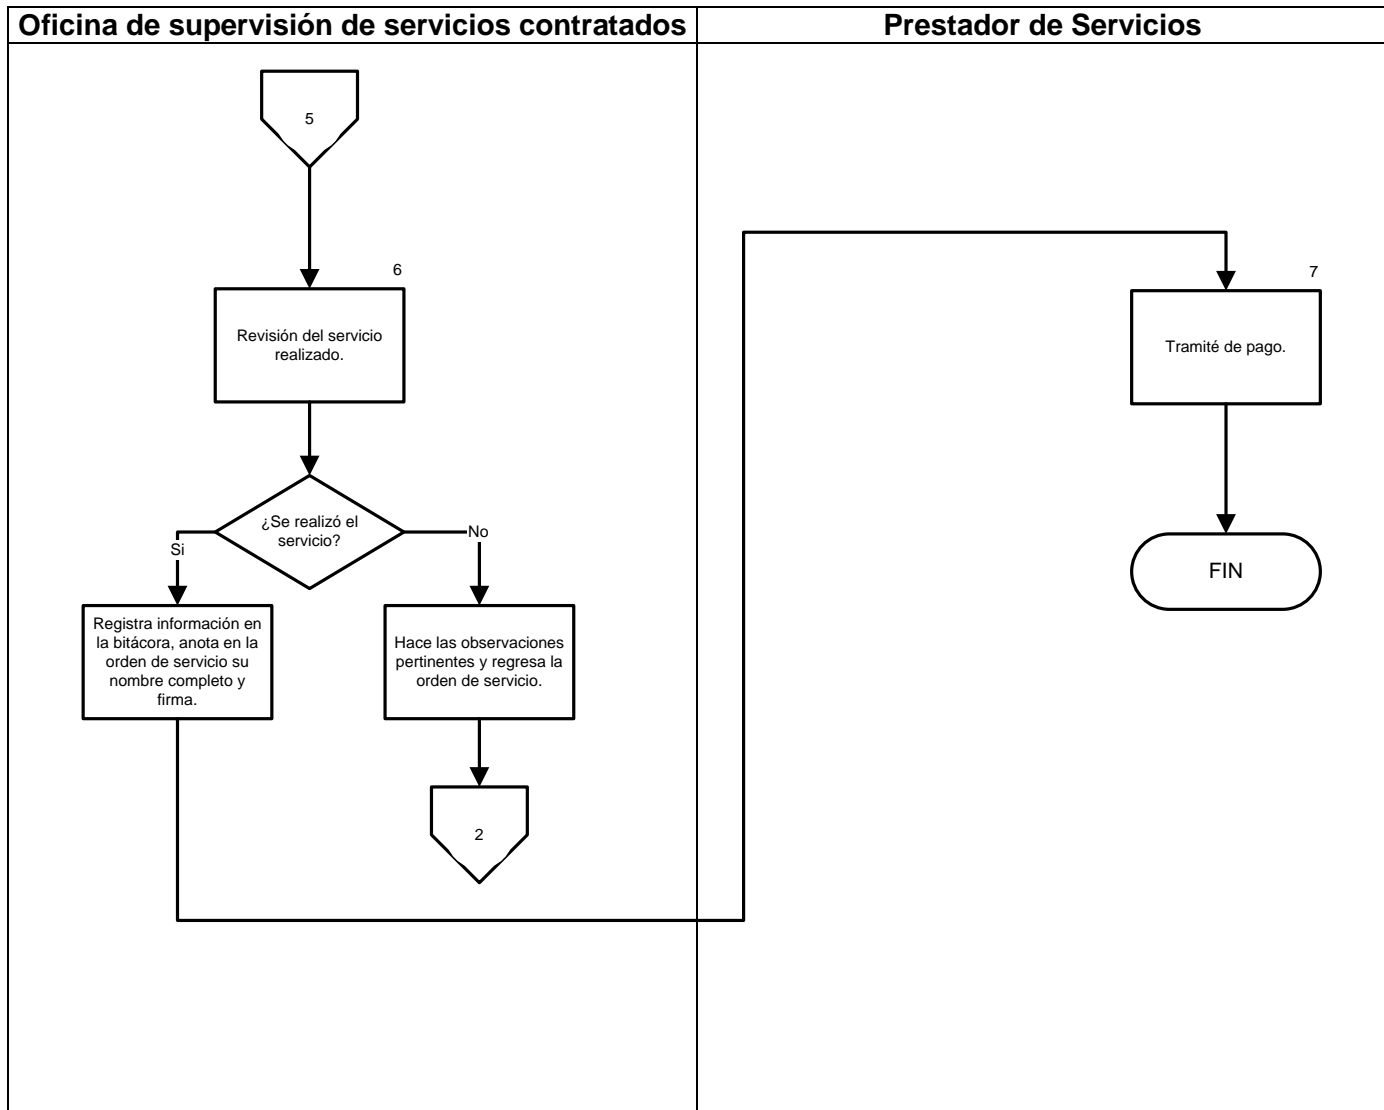 Oficina de supervisión de servicios contratados
Prestador de Servicios
5
6
Revisión del servicio
realizado.
¿Se realizó el
servicio?
Si
No
Registra información en
la bitácora, anota en la
orden de servicio su
nombre completo y
firma.
Hace las observaciones
pertinentes y regresa la
orden de servicio.
2
7
Tramité de pago.
FIN